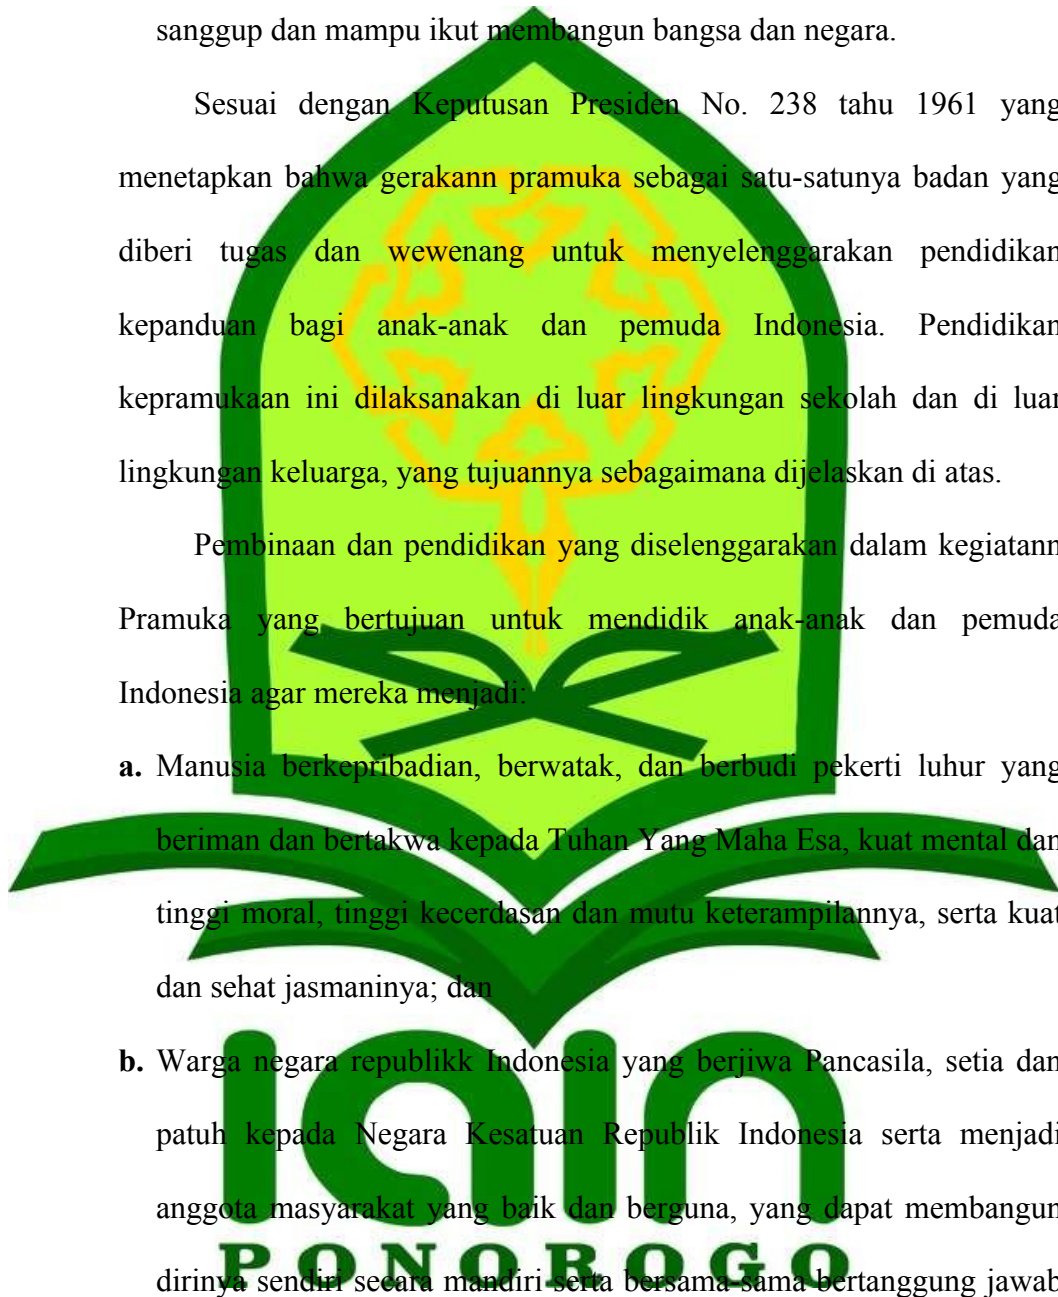 sanggup dan mampu ikut membangun bangsa dan negara.
Sesuai dengan Keputusan Presiden No. 238 tahu 1961 yang
menetapkan bahwa gerakann pramuka sebagai satu-satunya badan yang
diberi tugas dan wewenang untuk menyelenggarakan pendidikan
kepanduan bagi anak-anak dan pemuda Indonesia. Pendidikan
kepramukaan ini dilaksanakan di luar lingkungan sekolah dan di luar
lingkungan keluarga, yang tujuannya sebagaimana dijelaskan di atas.
Pembinaan dan pendidikan yang diselenggarakan dalam kegiatann
Pramuka yang bertujuan untuk mendidik anak-anak dan pemuda
Indonesia agar mereka menjadi:
a. Manusia berkepribadian, berwatak, dan berbudi pekerti luhur yang
beriman dan bertakwa kepada Tuhan Yang Maha Esa, kuat mental dan
tinggi moral, tinggi kecerdasan dan mutu keterampilannya, serta kuat
dan sehat jasmaninya; dan
b. Warga negara republikk Indonesia yang berjiwa Pancasila, setia dan
patuh kepada Negara Kesatuan Republik Indonesia serta menjadi
anggota masyarakat yang baik dan berguna, yang dapat membangun
dirinya sendiri secara mandiri serta bersama-sama bertanggung jawab
iain
PONOROGO